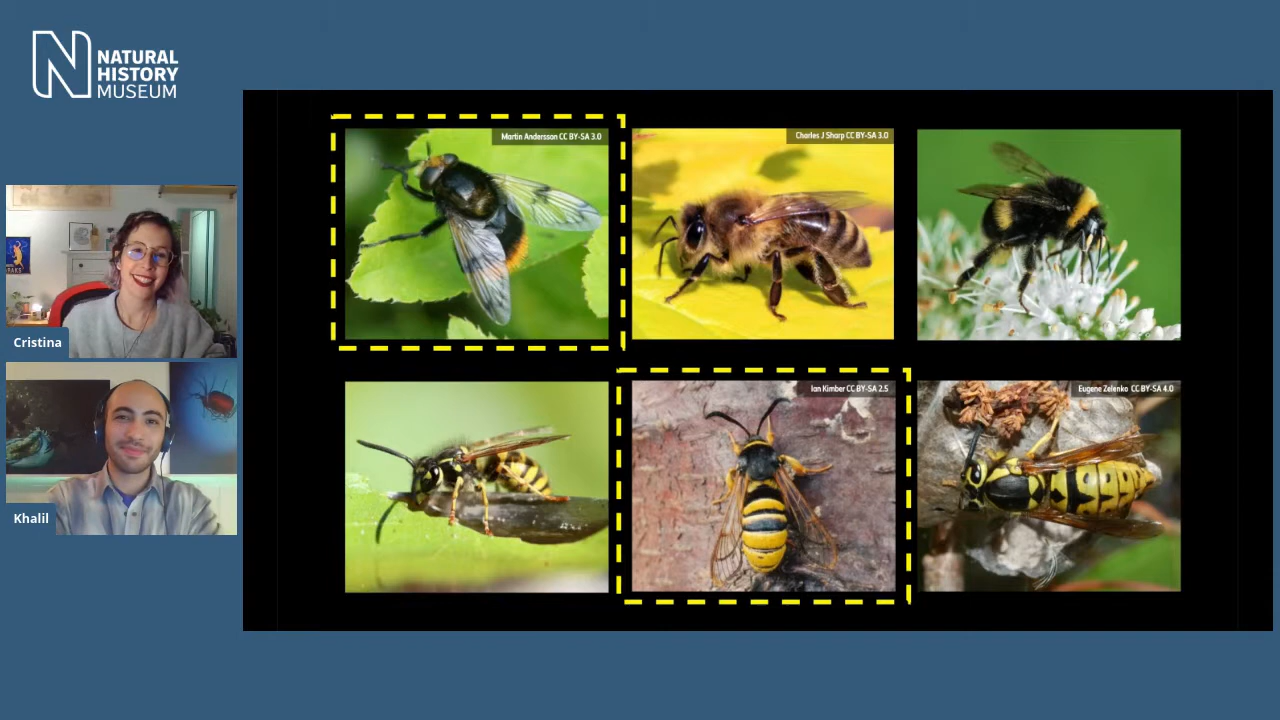 NATURAL
HISTORY
MUSEUM
Martin Andersson CC BY-SA 3.0
Charles J Sharp CC BY-SA 3.0
Cristina
Ian Kimber CC BY-SA 2.5
Eugene Zelenko CC BY-SA 4.0
Khalil